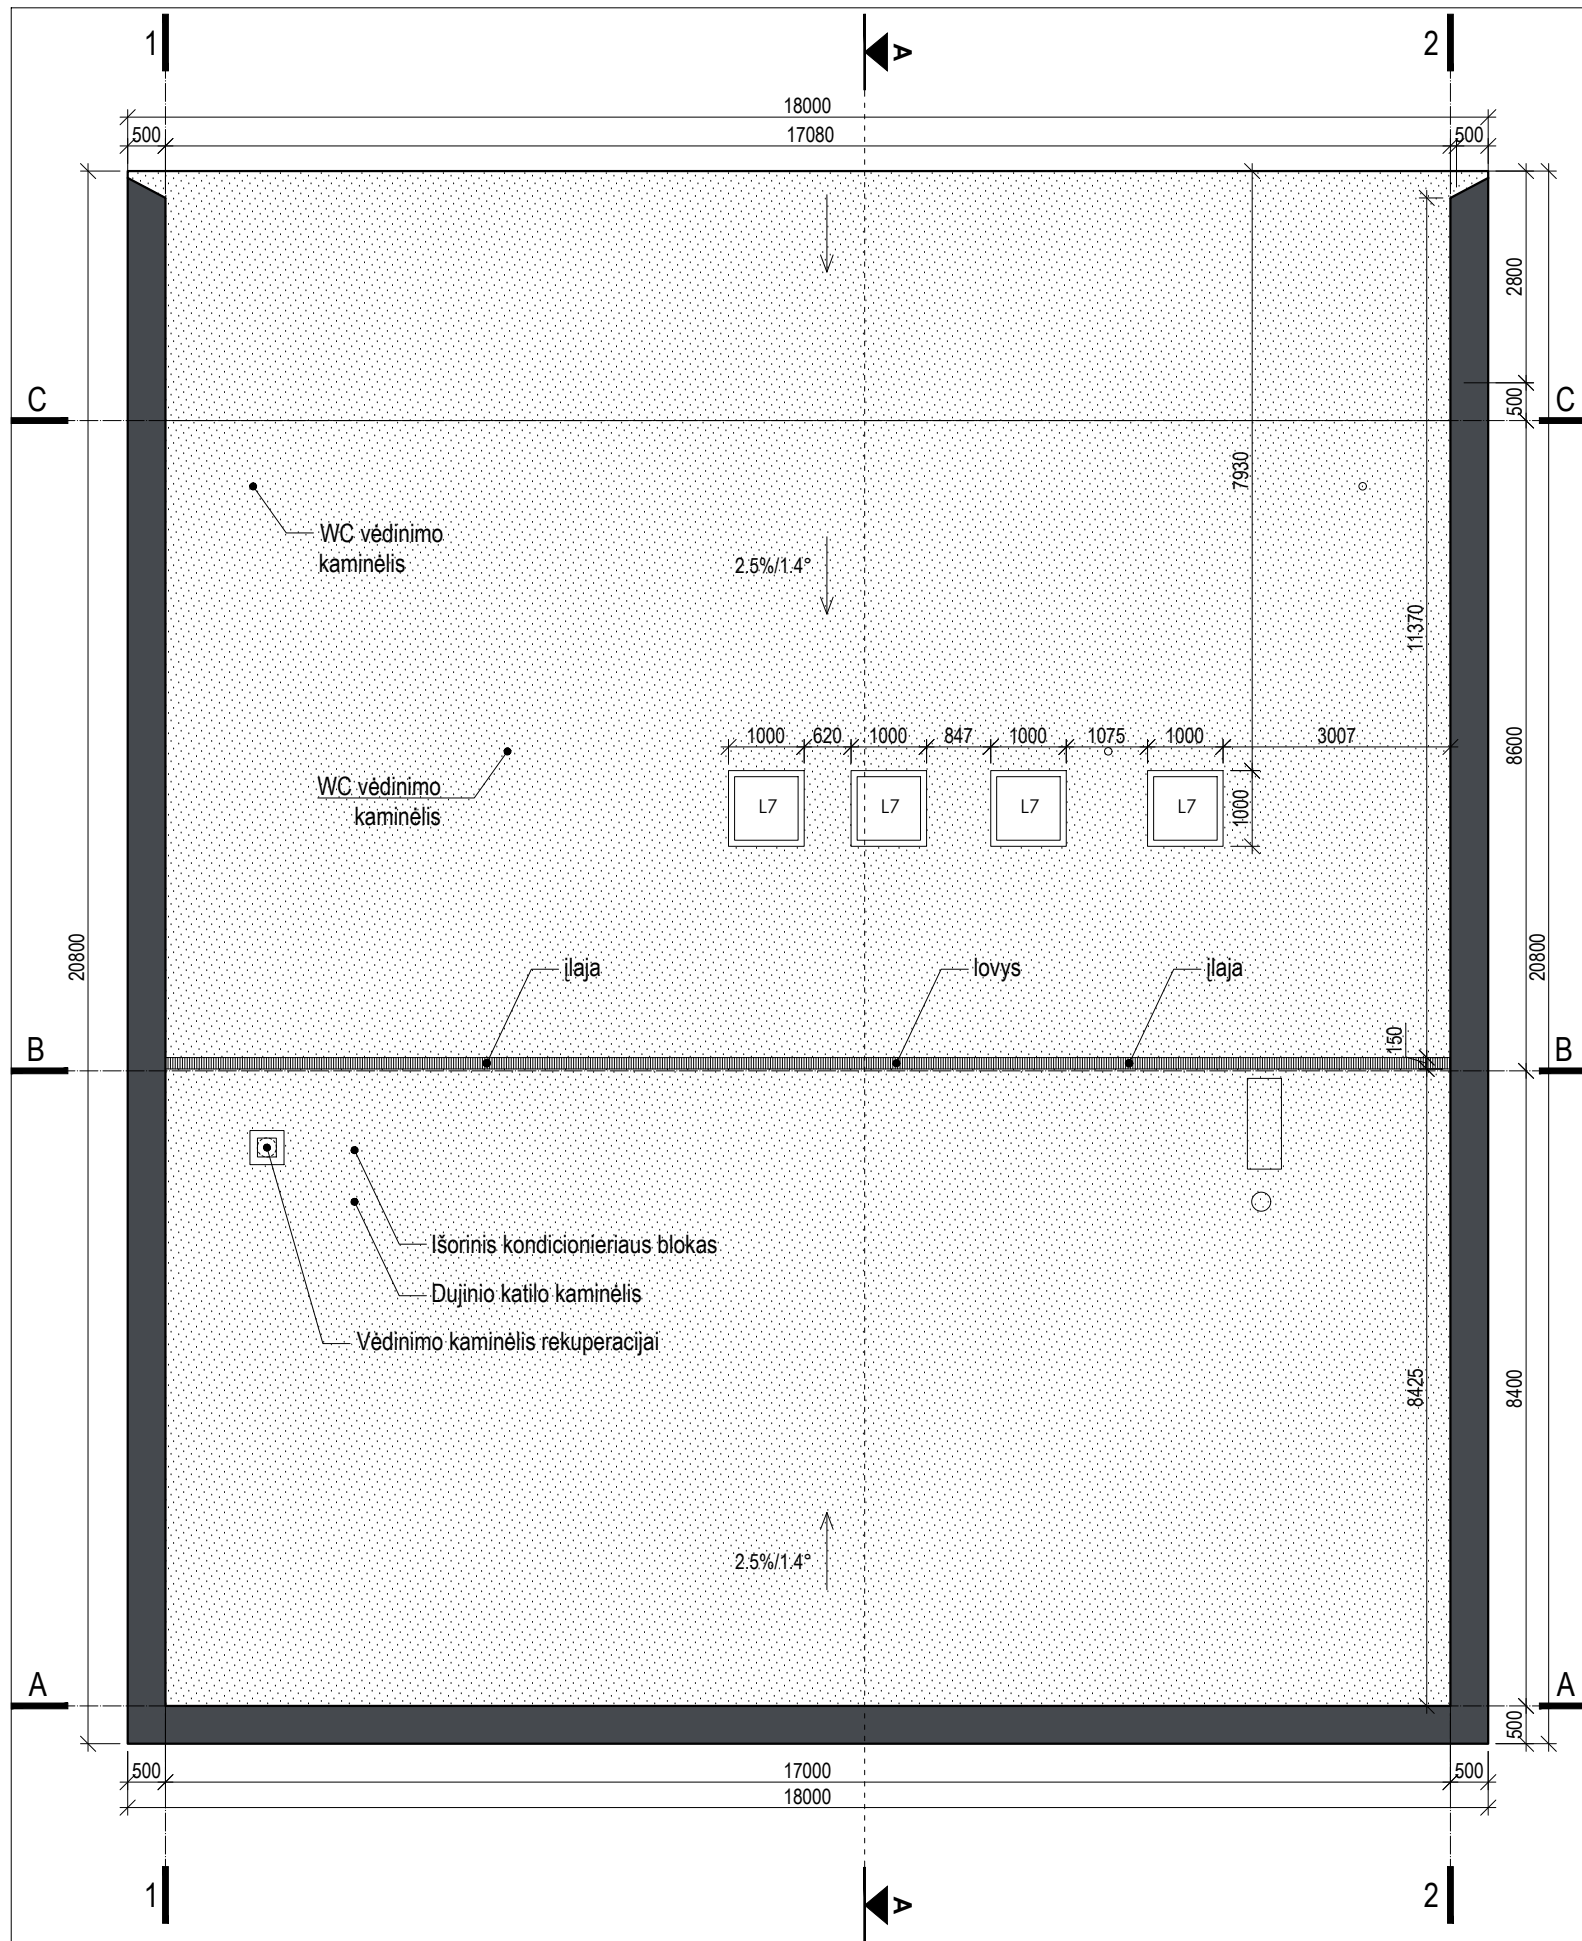 1
A
2
18000
500
17080
500
2800
C
500
C
7930
WC vėdinimo
kaminėlis
2.5%/1.4°
11370
1000
620
1000
847
1000
1075
1000
3007
8600
WC vėdinimo
kaminėlis
L7
L7
L7
L7
1000
20800
įlaja
lovys
įlaja
20800
150
B
B
Išorinis kondicionieriaus blokas
Dujinio katilo kaminėlis
Vėdinimo kaminėlis rekuperacijai
8425
8400
2.5%/1.4°
A
A
500
500
17000
500
18000
1
A
2